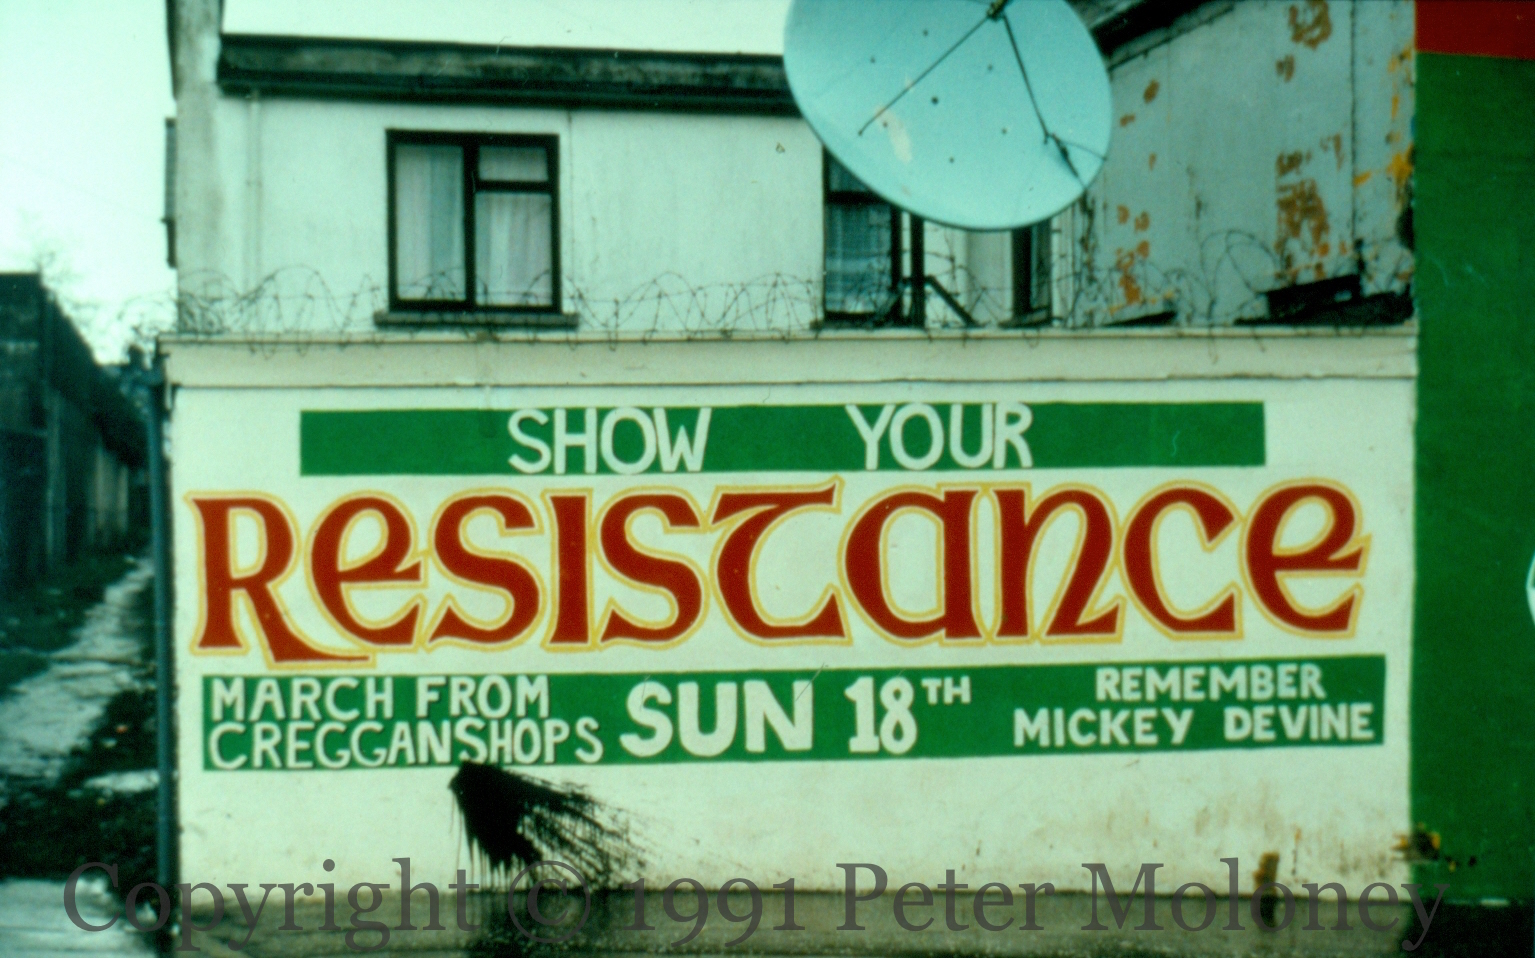 SHOW YOUR
ReSISTance
MARCH FROM
CREGGANSHOPS
SUN 18TH
REMEMBER
MICKEY DEVINE
Copyright © 1991 Peter Moloney